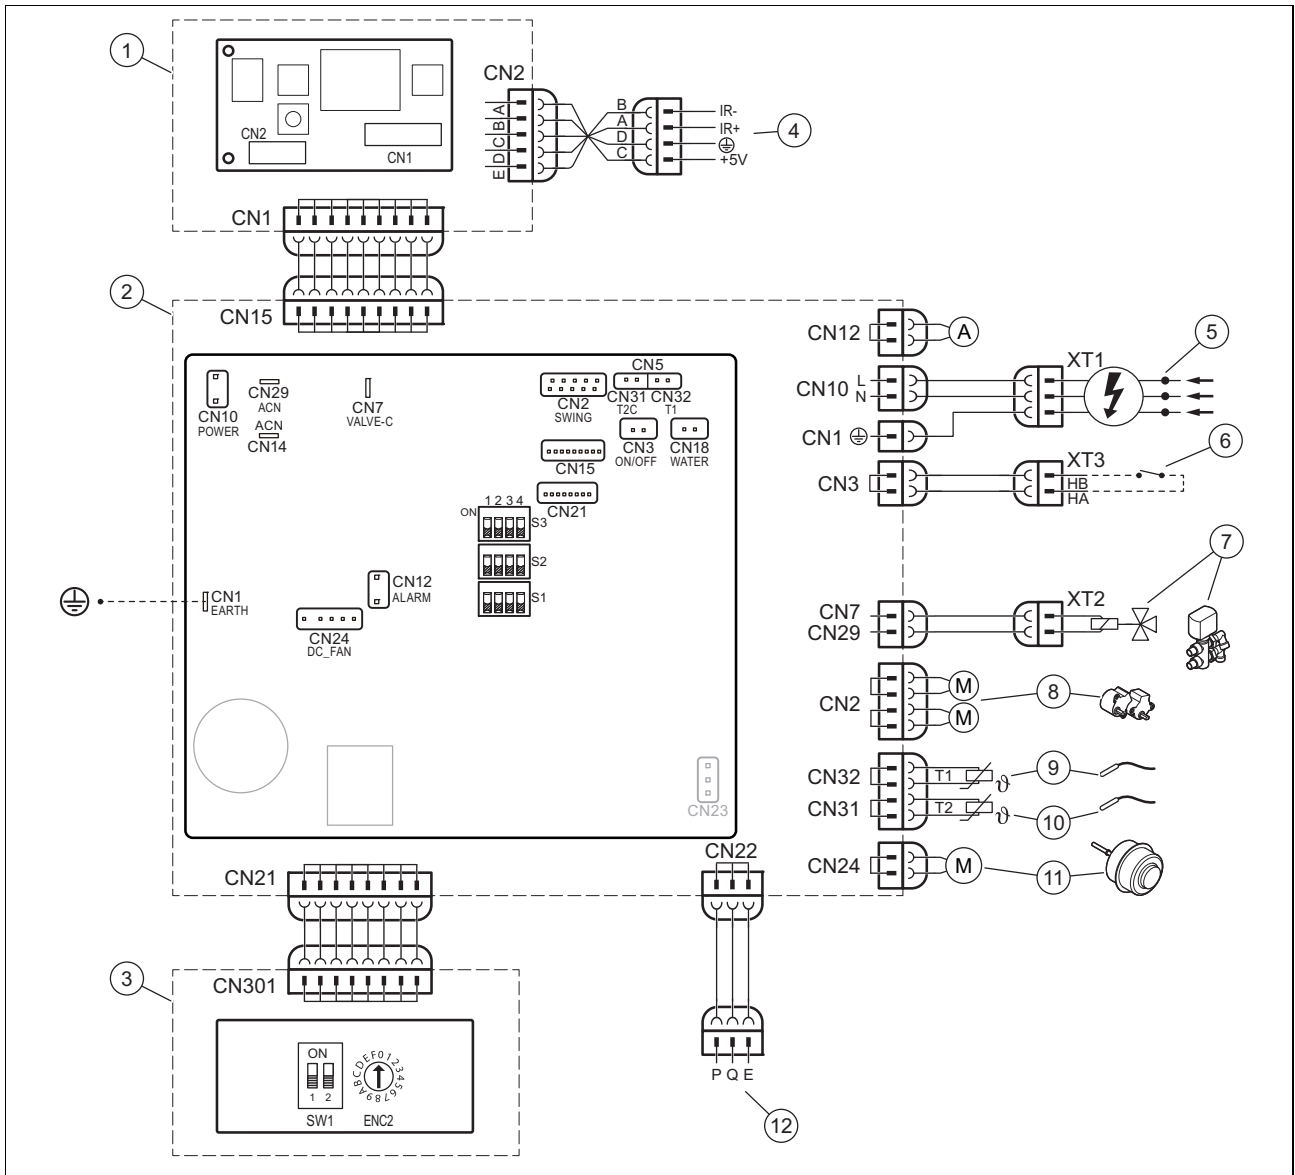 1
CN2
CN1
CN2
A
B
C
D
E
B
A
D
C
IR-
IR+
+5V
4
CN1
2
CN15
CN10
POWER
CN29
ACN
ACN
CN14
CN7
VALVE-C
CN2
SWING
CN5
CN31
T2C
CN32
T1
CN3
ON/OFF
CN18
WATER
CN15
CN21
1 2 3 4
ON
S3
S2
S1
CN1
EARTH
CN12
ALARM
CN24
DC_FAN
CN23
CN12
A
CN10
L
N
XT1
5
CN1
CN3
XT3
HB
HA
6
CN7
CN29
XT2
7
CN2
M
M
8
CN32
T1
ϑ
9
CN31
T2
ϑ
10
CN24
M
11
CN21
CN22
3
CN301
ON
1 2
SW1
0123456789ABCDEF
ENC2
P Q E
12